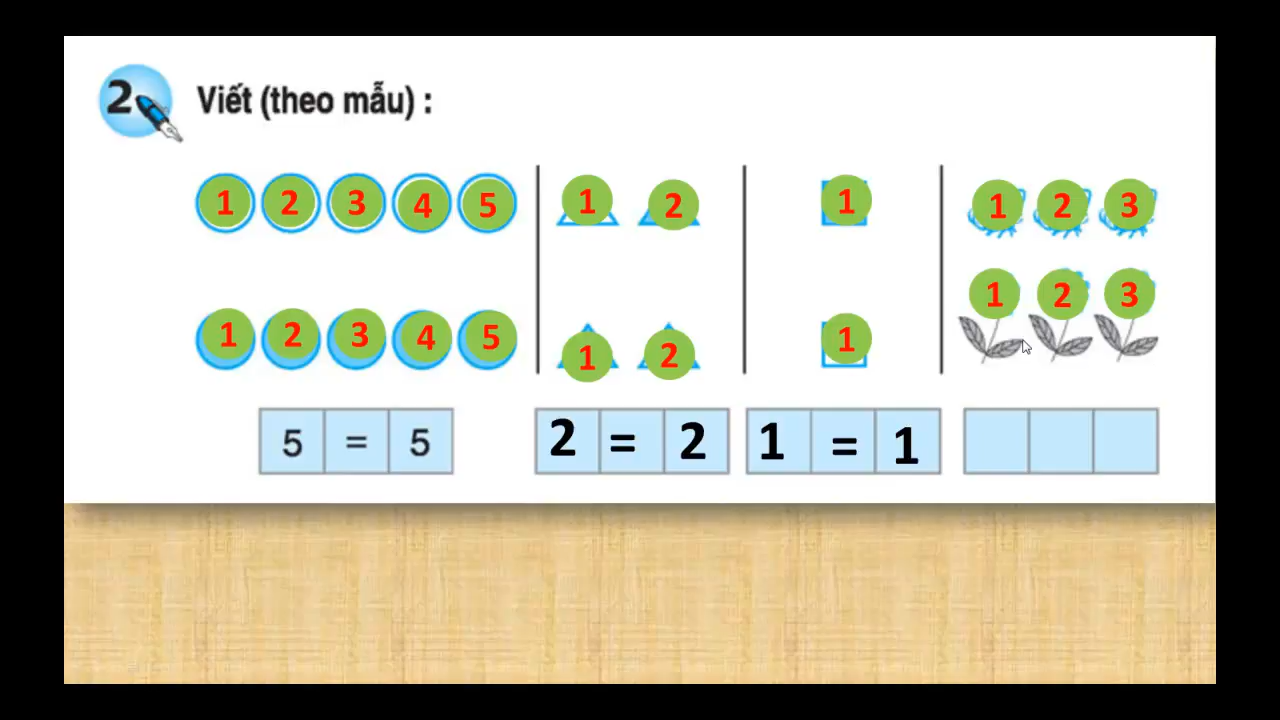 2 Viết (theo mẫu) :
1 2 3 4 5 1 2 1 1 2 3
1 2 3 4 5 1 2 1 1 2 3
5 = 5 2 = 2 1 = 1